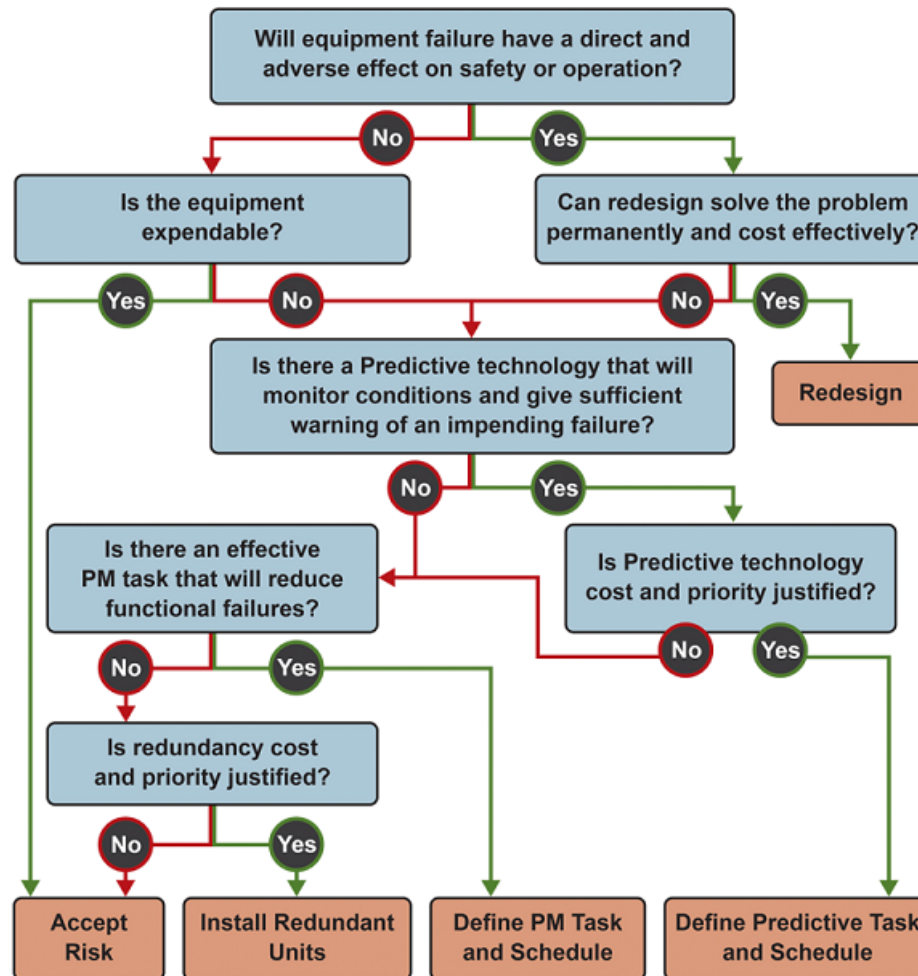 Will equipment failure have a direct and
adverse effect on safety or operation?
No
Yes
Is the equipment
expendable?
Can redesign solve the problem
permanently and cost effectively?
Yes
No
No
Yes
Is there a Predictive technology that will
monitor conditions and give sufficient
warning of an impending failure?
Redesign
No
Yes
Is there an effective
PM task that will reduce
functional failures?
Is Predictive technology
cost and priority justified?
No
Yes
No
Yes
Is redundancy cost
and priority justified?
No
Yes
Accept
Risk
Install Redundant
Units
Define PM Task
and Schedule
Define Predictive Task
and Schedule